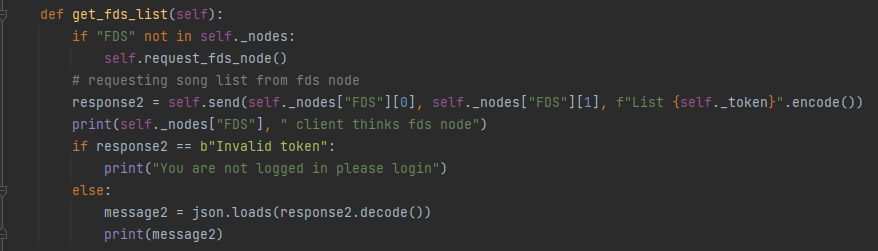 def get_fds_list(self):
    if "FDS" not in self._nodes:
        self.request_fds_node()
    # requesting song list from fds node
    response2 = self.send(self._nodes["FDS"][0], self._nodes["FDS"][1], f"List {self._token}".encode())
    print(self._nodes["FDS"], " client thinks fds node")
    if response2 == b"Invalid token":
        print("You are not logged in please login")
    else:
        message2 = json.loads(response2.decode())
        print(message2)